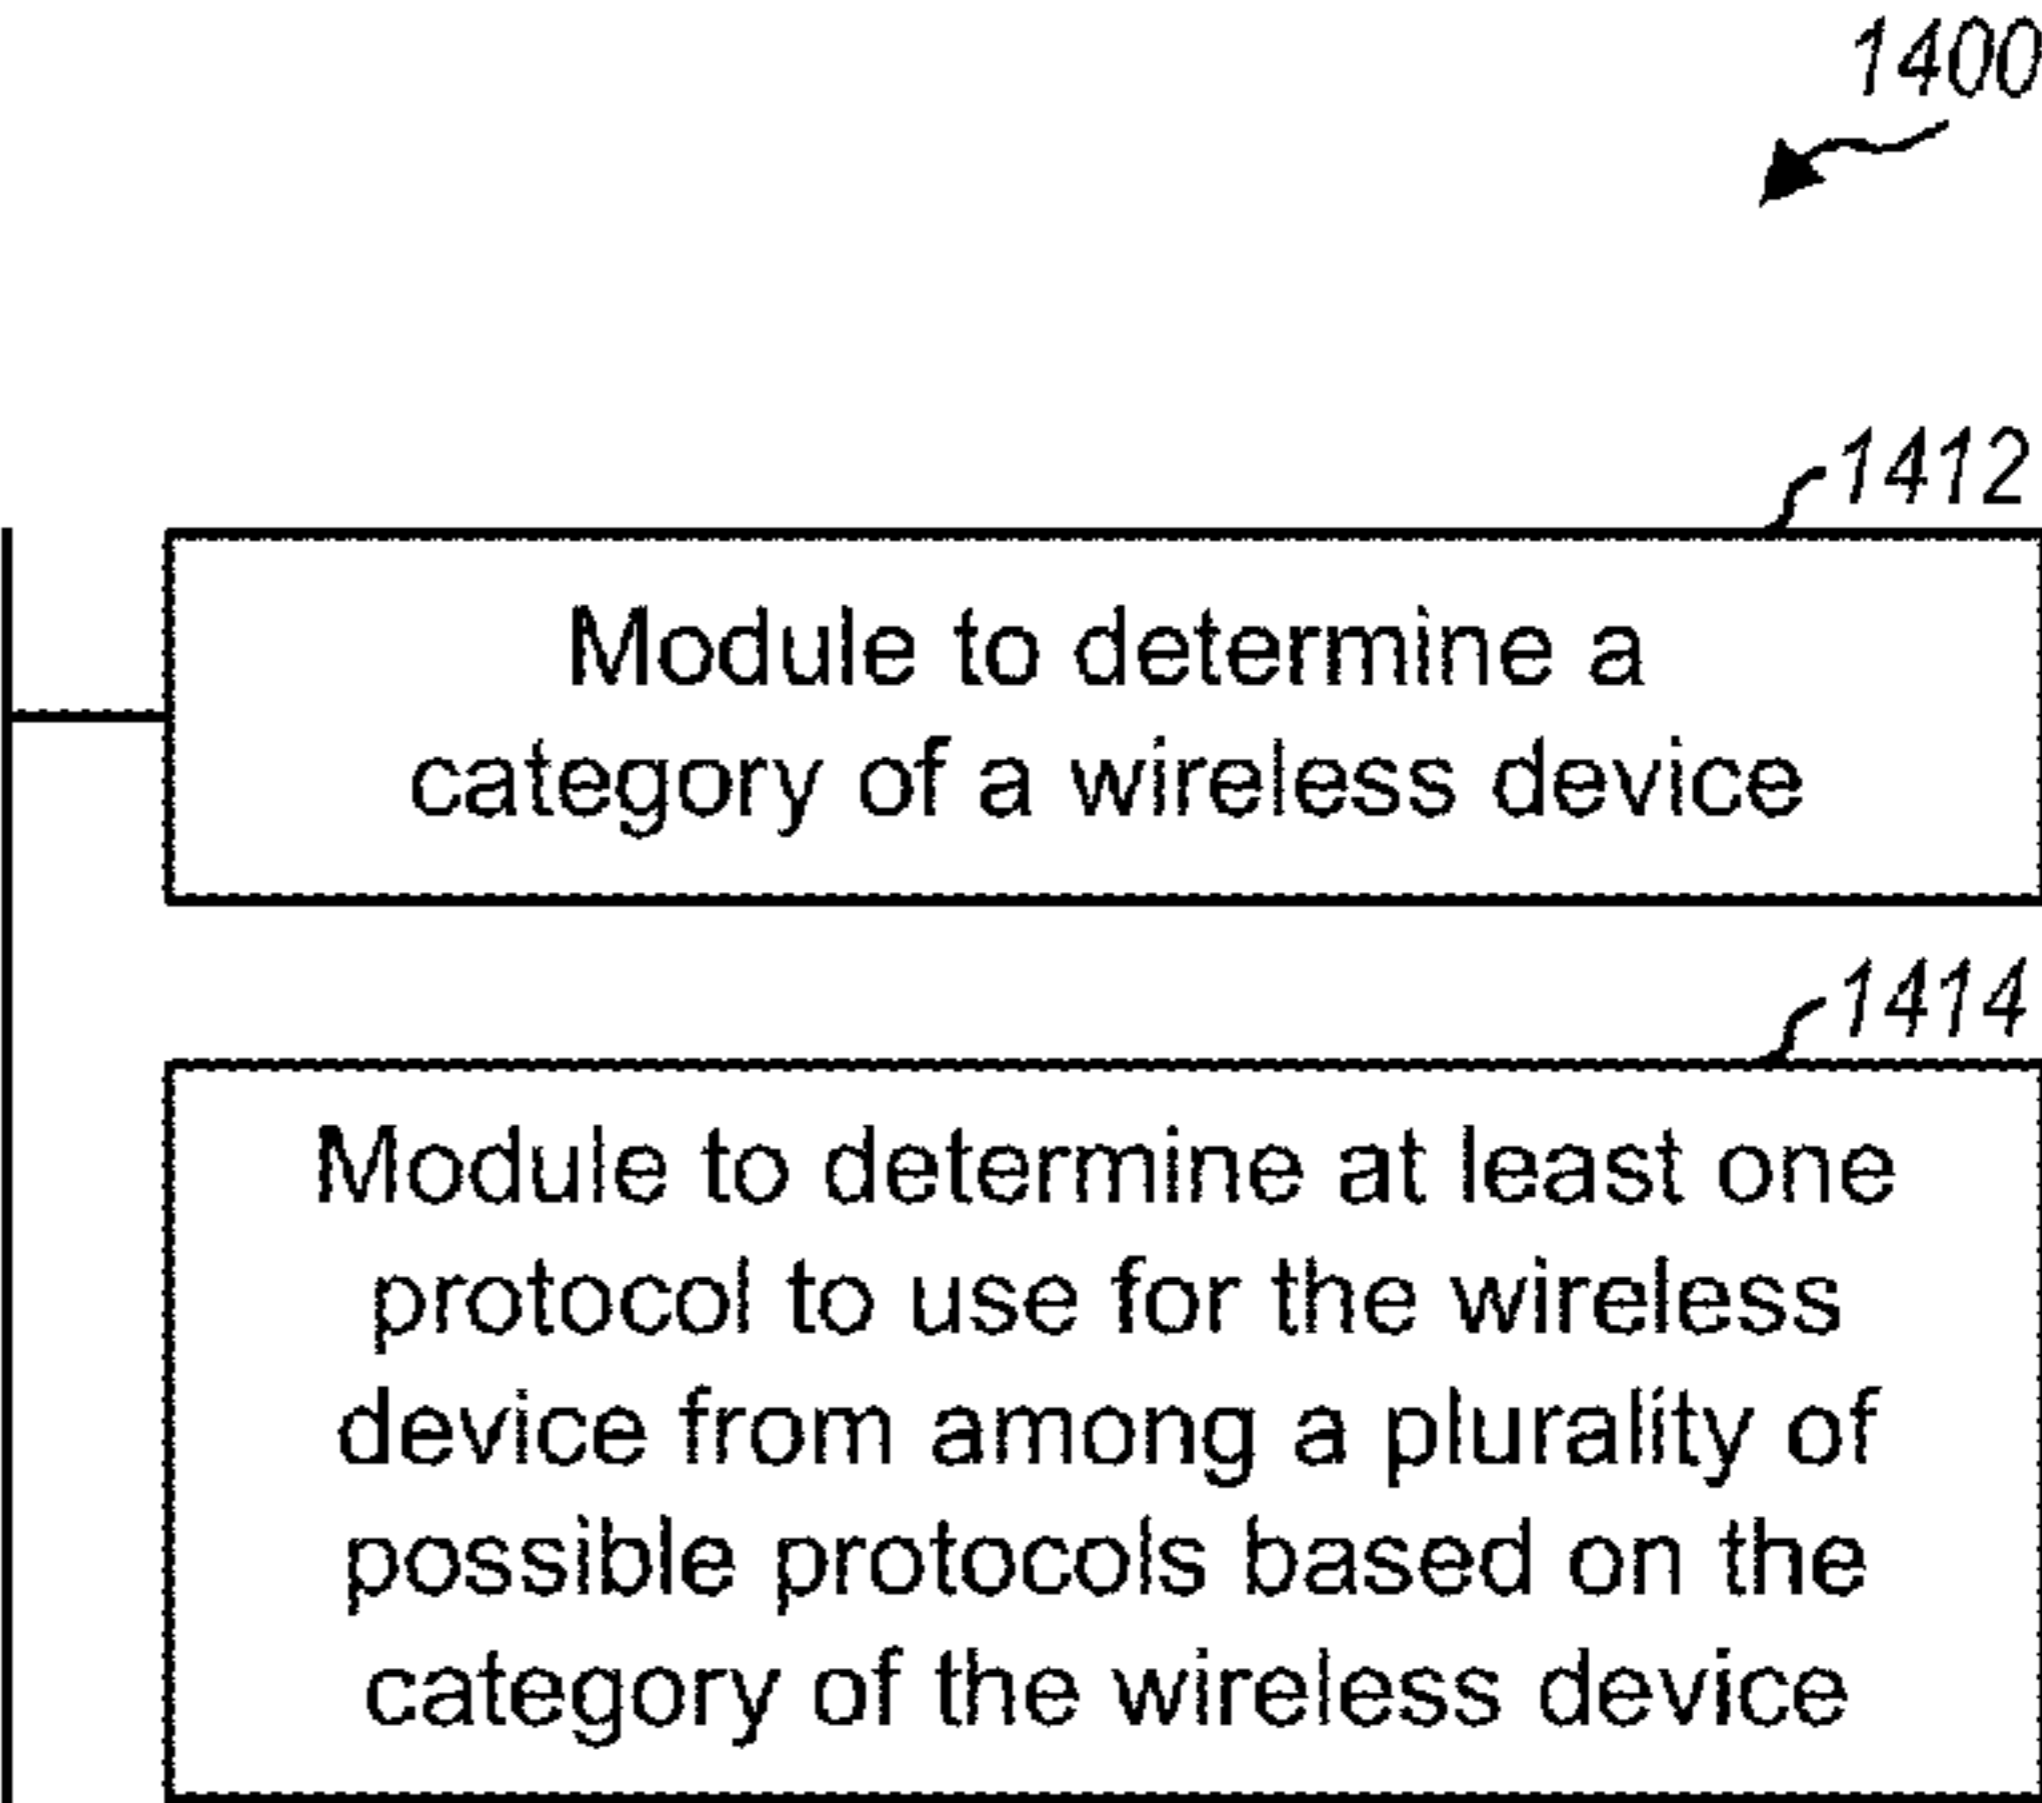 1400
1412
Module to determine a
category of a wireless device
1414
Module to determine at least one
protocol to use for the wireless
device from among a plurality of
possible protocols based on the
category of the wireless device